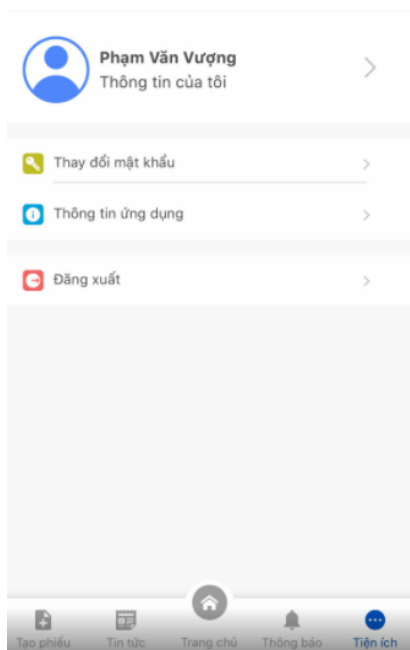 Phạm Văn Vượng
Thông tin của tôi
Thay đổi mật khẩu
Thông tin ứng dụng
Đăng xuất
Tạo phiếu
Tin tức
Trang chủ
Thông báo
Tiện ích